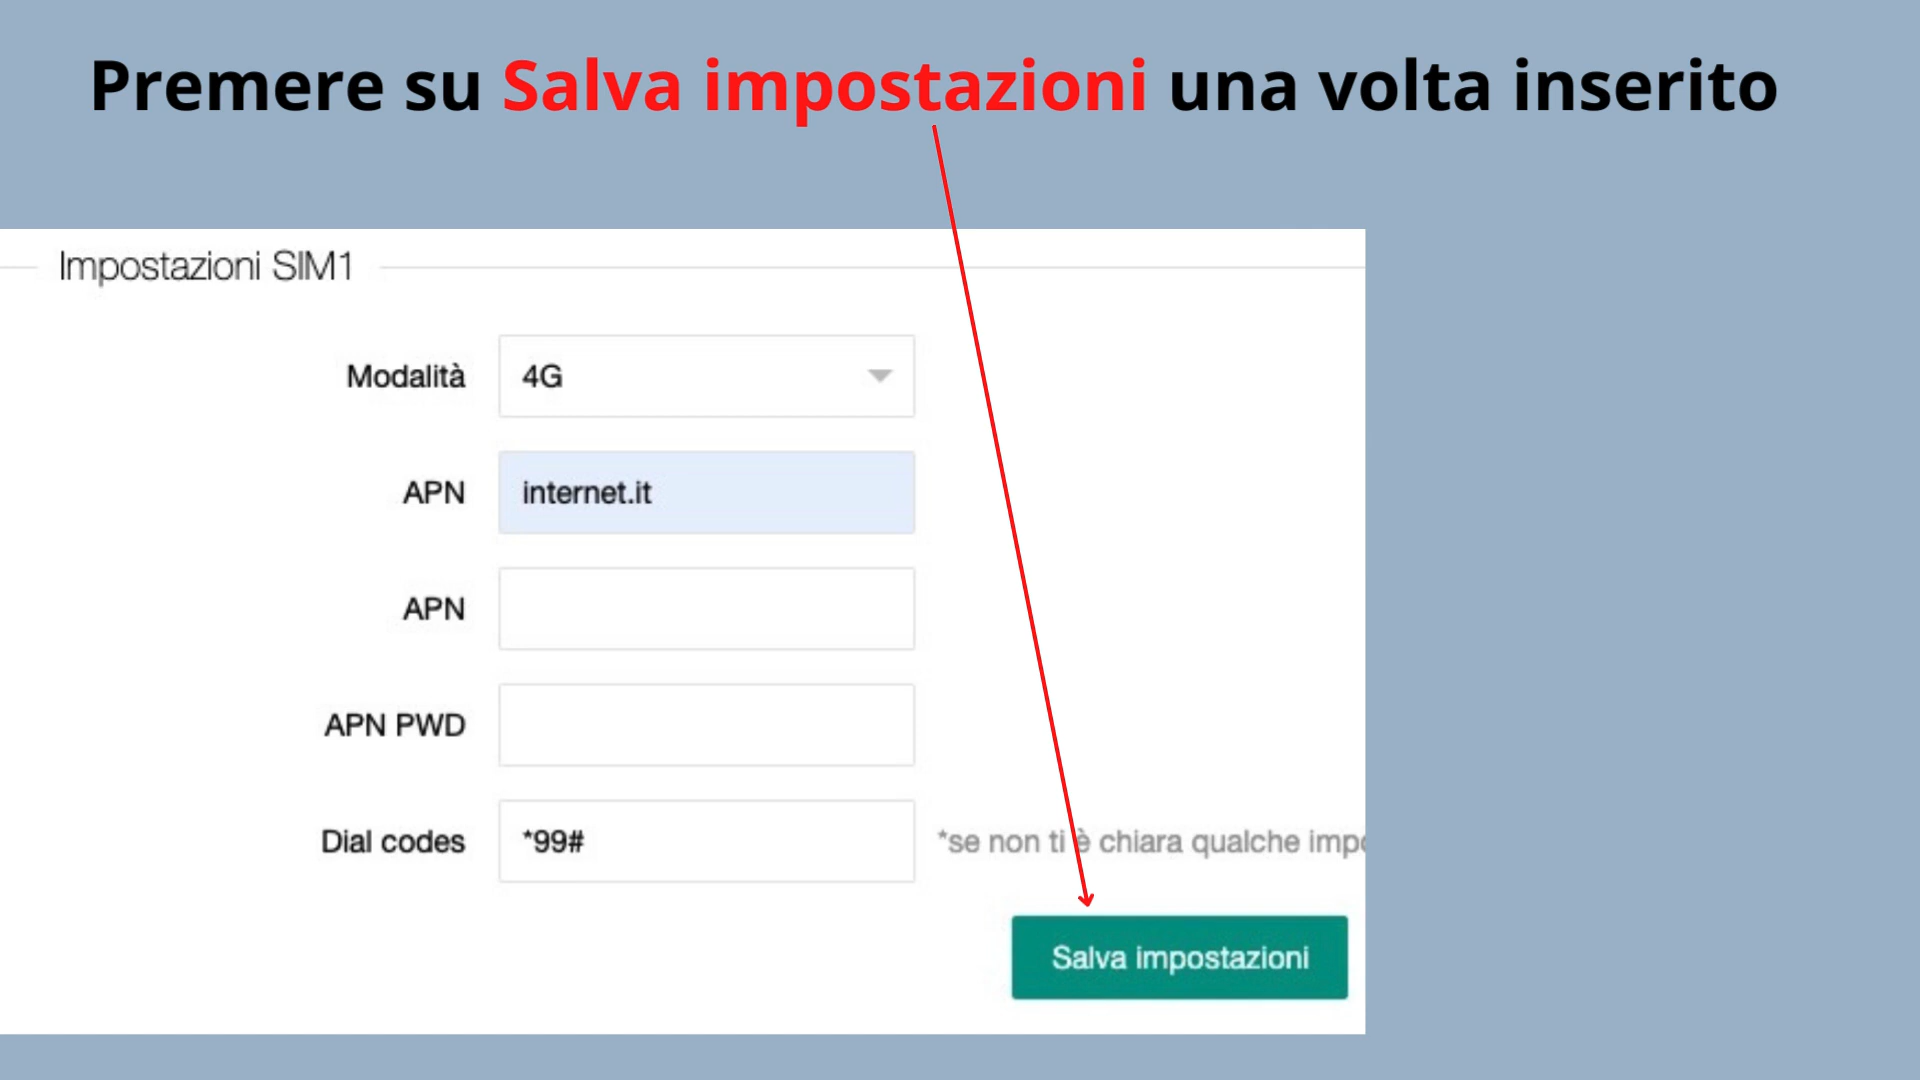 Premere su Salva impostazioni una volta inserito
Impostazioni SIM1
Modalità 4G
APN internet.it
APN
APN PWD
Dial codes *99# *se non ti è chiara qualche
Salva impostazioni